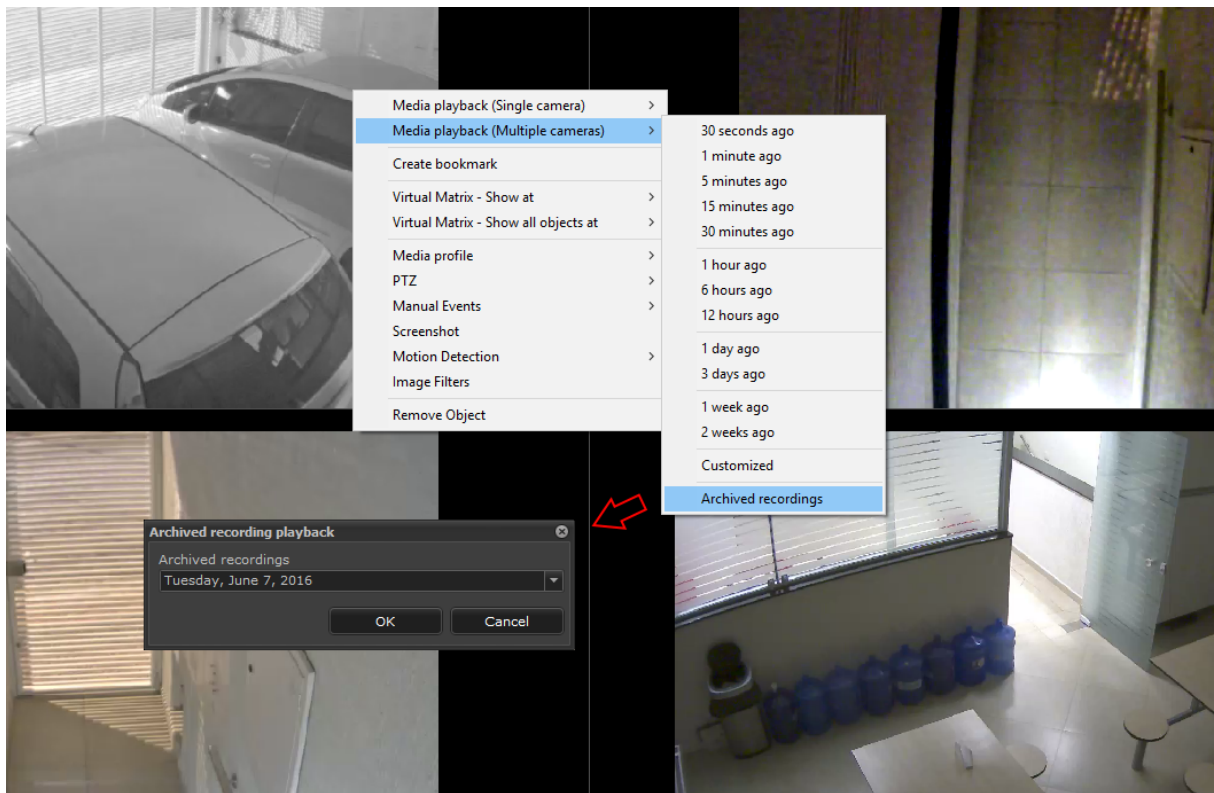 Media playback (Single camera)
Media playback (Multiple cameras)
Create bookmark
Virtual Matrix - Show at
Virtual Matrix - Show all objects at
Media profile
PTZ
Manual Events
Screenshot
Motion Detection
Image Filters
Remove Object
30 seconds ago
1 minute ago
5 minutes ago
15 minutes ago
30 minutes ago
1 hour ago
6 hours ago
12 hours ago
1 day ago
3 days ago
1 week ago
2 weeks ago
Customized
Archived recordings
Archived recording playback
Archived recordings
Tuesday, June 7, 2016
OK Cancel